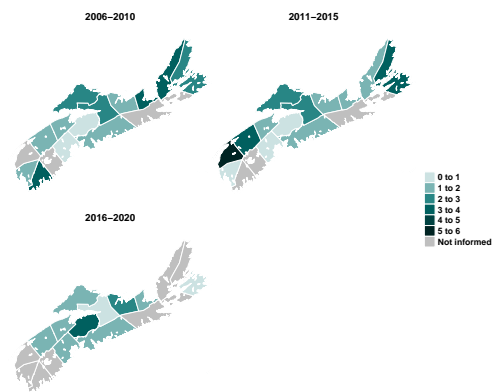 2006−2010
2011−2015
0 to 1
1 to 2
2 to 3
3 to 4
4 to 5
5 to 6
Not informed
2016−2020